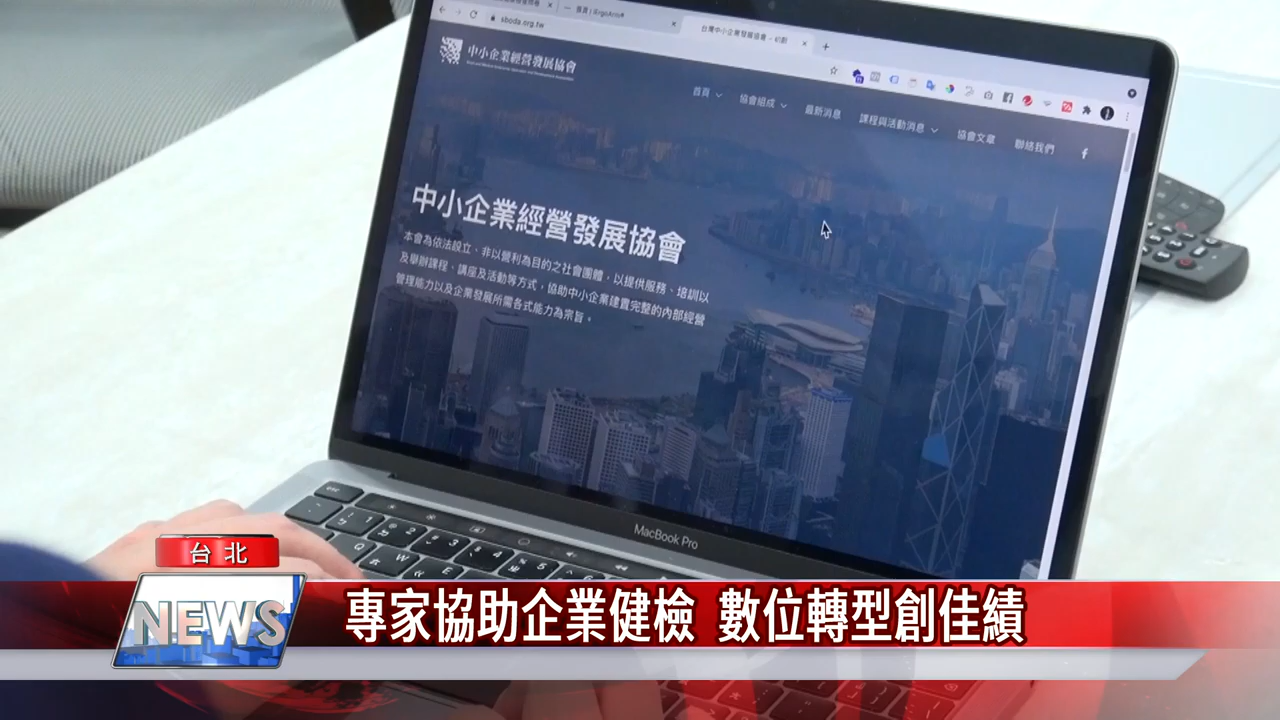 sboda.org.tw
中小企業經營發展協會
首頁
協會組成
最新消息
課程與活動消息
協會文章
聯絡我們
中小企業經營發展協會
本會為依法設立、非以營利為目的之社會團體，以提供服務、培訓以
及舉辦課程、講座及活動等方式，協助中小企業建置完整的內部經營
管理能力以及企業發展所需各式能力為宗旨。
esc
MacBook Pro
台北
NEWS
專家協助企業健檢 數位轉型創佳績